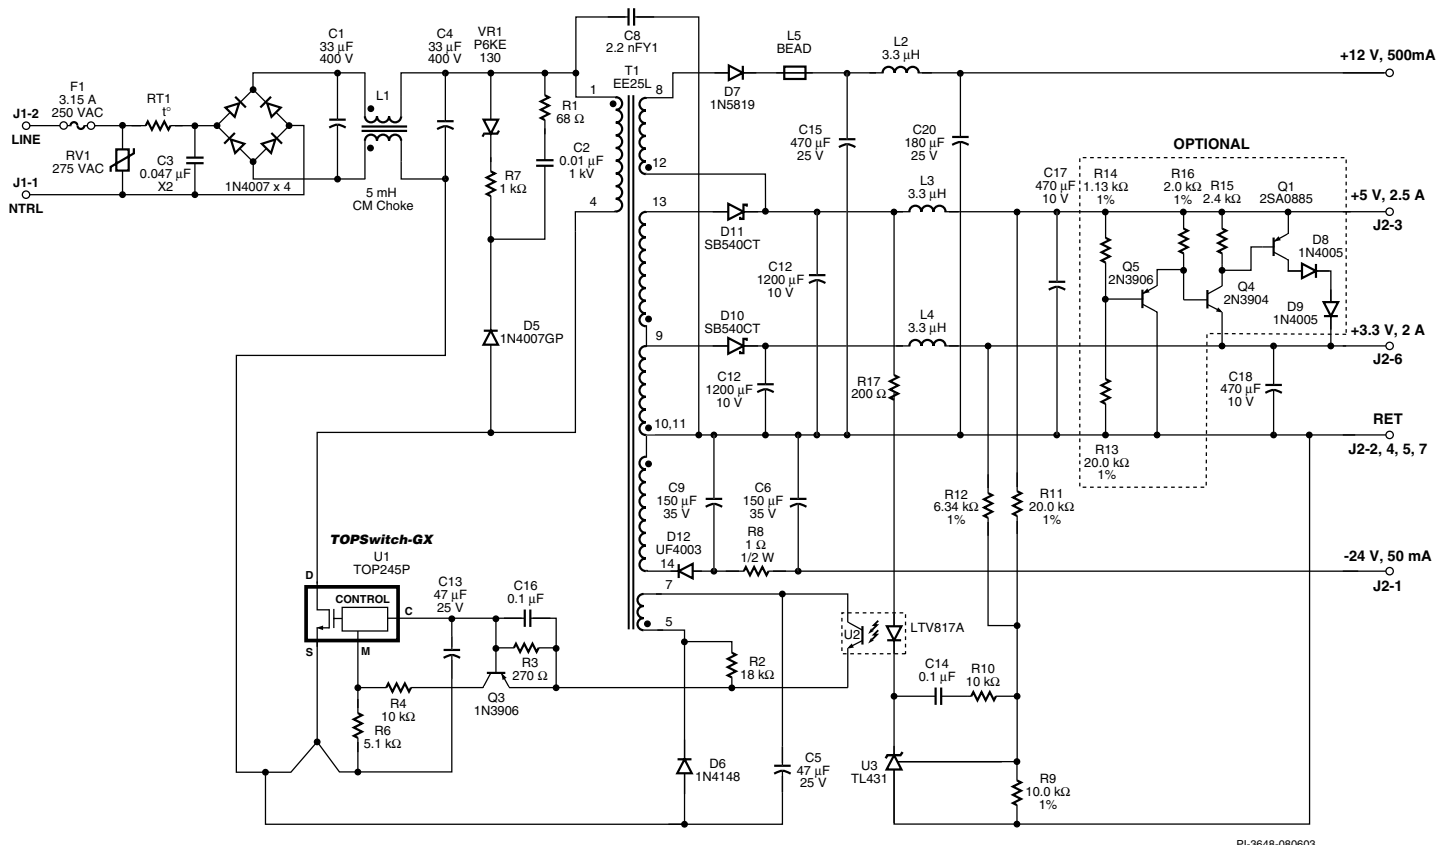 C1
33 µF
400 V
C4
33 µF
400 V
VR1
P6KE
130
C8
2.2 nFY1
L5
BEAD
L2
3.3 µH
+12 V, 500mA
F1
3.15 A
250 VAC
RT1
t°
L1
T1
EE25L
1
8
D7
1N5819
J1-2
LINE
R1
68 Ω
C15
470 µF
25 V
C20
180 µF
25 V
OPTIONAL
RV1
275 VAC
C3
0.047 µF
X2
C2
0.01 µF
1 kV
12
J1-1
NTRL
1N4007 x 4
5 mH
CM Choke
R7
1 kΩ
C17
470 µF
10 V
R14
1.13 kΩ
1%
R16
2.0 kΩ
1%
R15
2.4 kΩ
Q1
2SA0885
L3
3.3 µH
+5 V, 2.5 A
J2-3
4
13
D11
SB540CT
D8
1N4005
C12
1200 µF
10 V
Q5
2N3906
Q4
2N3904
D9
1N4005
D10
SB540CT
L4
3.3 µH
D5
1N4007GP
9
+3.3 V, 2 A
J2-6
C12
1200 µF
10 V
R17
200 Ω
C18
470 µF
10 V
10,11
RET
J2-2, 4, 5, 7
R13
20.0 kΩ
1%
C9
150 µF
35 V
C6
150 µF
35 V
R12
6.34 kΩ
1%
R11
20.0 kΩ
1%
TOPSwitch-GX
U1
TOP245P
D12
UF4003
R8
1 Ω
1/2 W
14
-24 V, 50 mA
J2-1
D
CONTROL
C
S
M
C13
47 µF
25 V
C16
0.1 µF
7
5
U2
LTV817A
R3
270 Ω
R2
18 kΩ
C14
0.1 µF
R10
10 kΩ
R4
10 kΩ
Q3
1N3906
R6
5.1 kΩ
D6
1N4148
C5
47 µF
25 V
U3
TL431
R9
10.0 kΩ
1%
PI-3648-080603